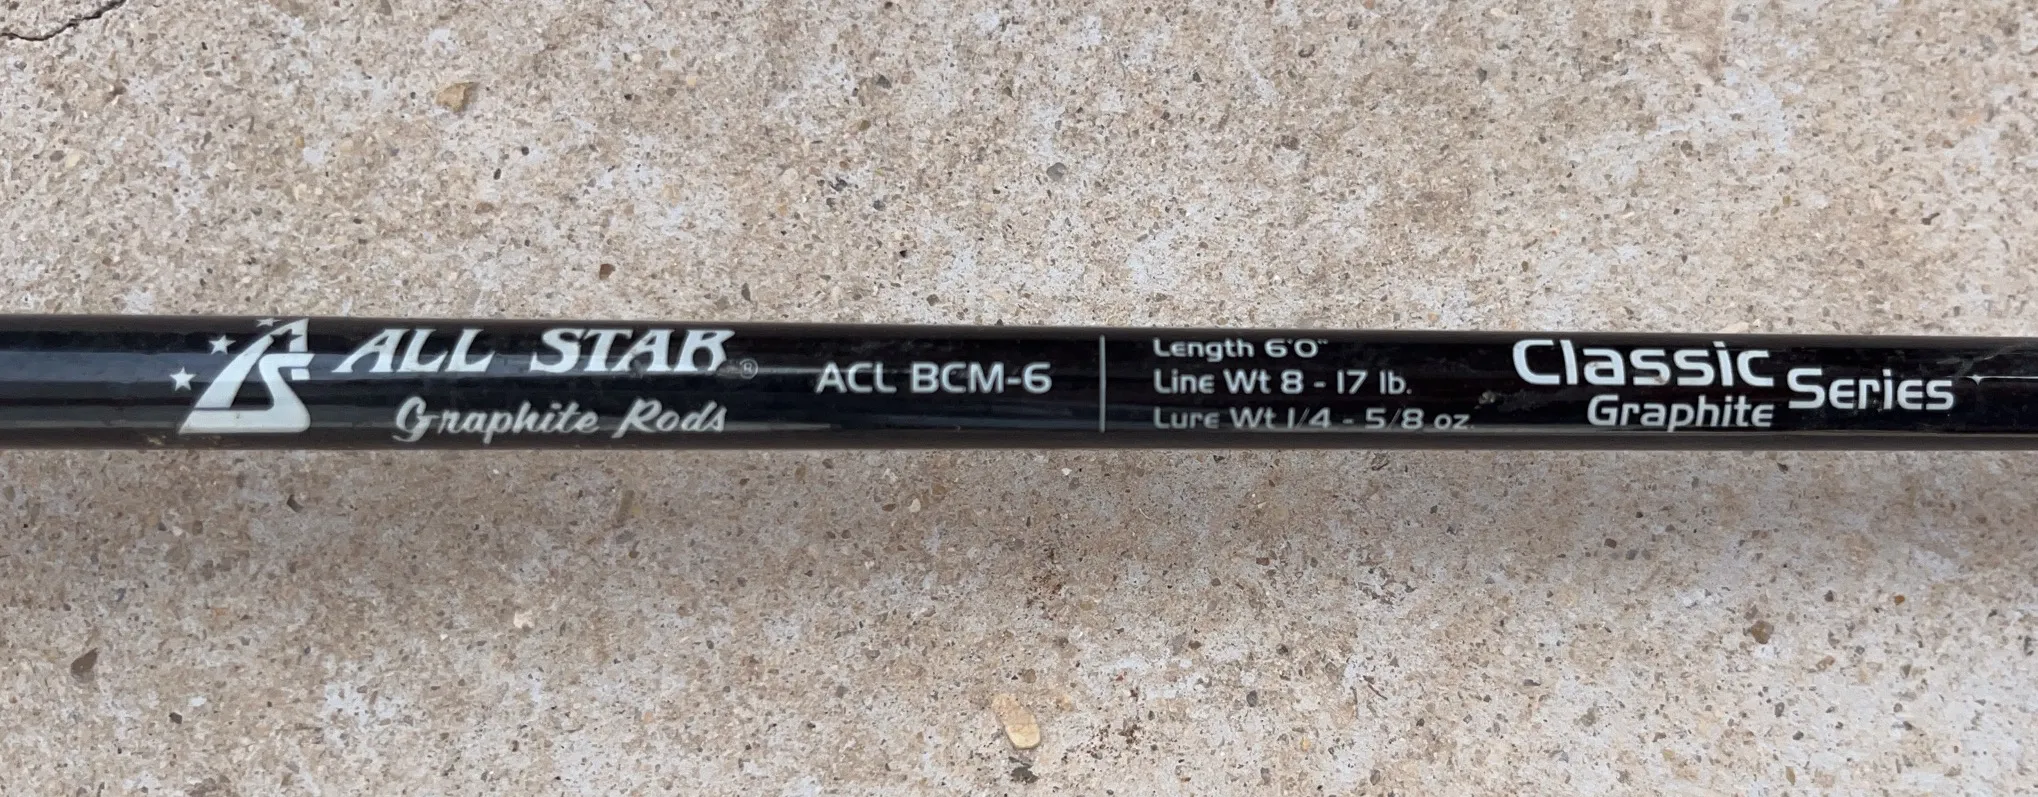 AS ALL STAR®
Graphite Rods
ACL BCM-6
Length 6'0"
Line Wt 8 - 17 lb.
Lure Wt 1/4 - 5/8 oz.
Classic
Graphite
Series